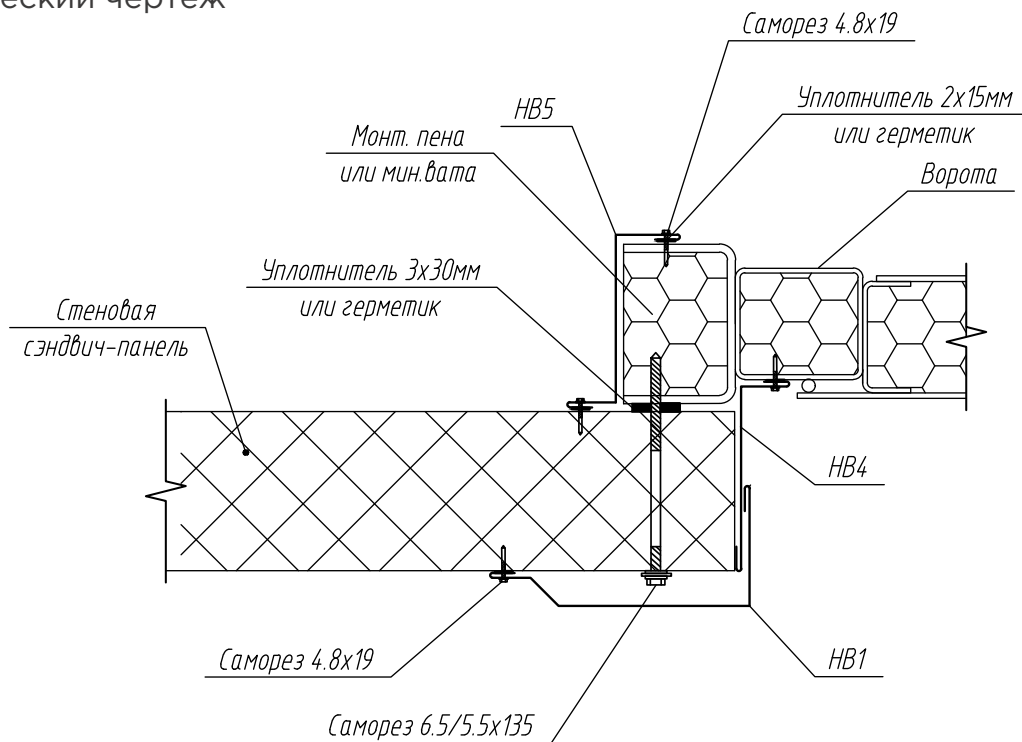 еский чертеж
Саморез 4.8х19
Уплотнитель 2х15мм
или герметик
НВ5
Монт. пена
или мин.вата
Ворота
Уплотнитель 3х30мм
или герметик
Стеновая
сэндвич-панель
НВ4
Саморез 4.8х19
НВ1
Саморез 6.5/5.5х135